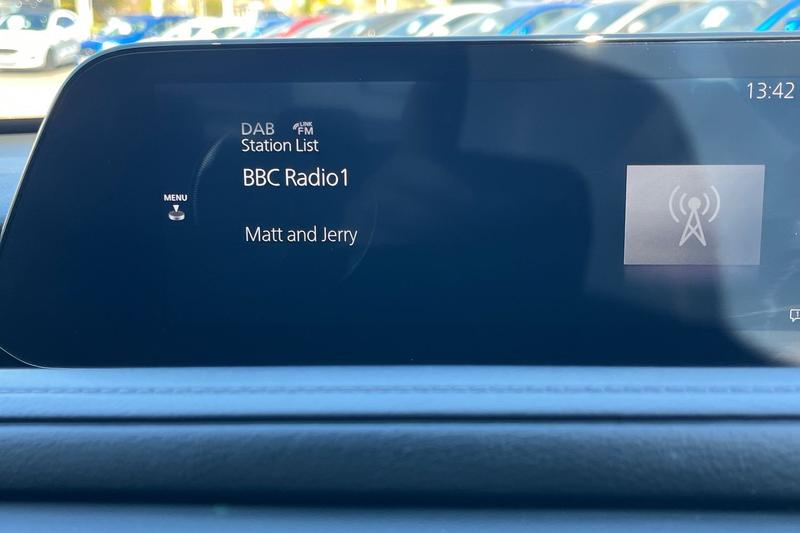 13:42
DAB LINK FM
Station List
BBC Radio1
MENU
Matt and Jerry